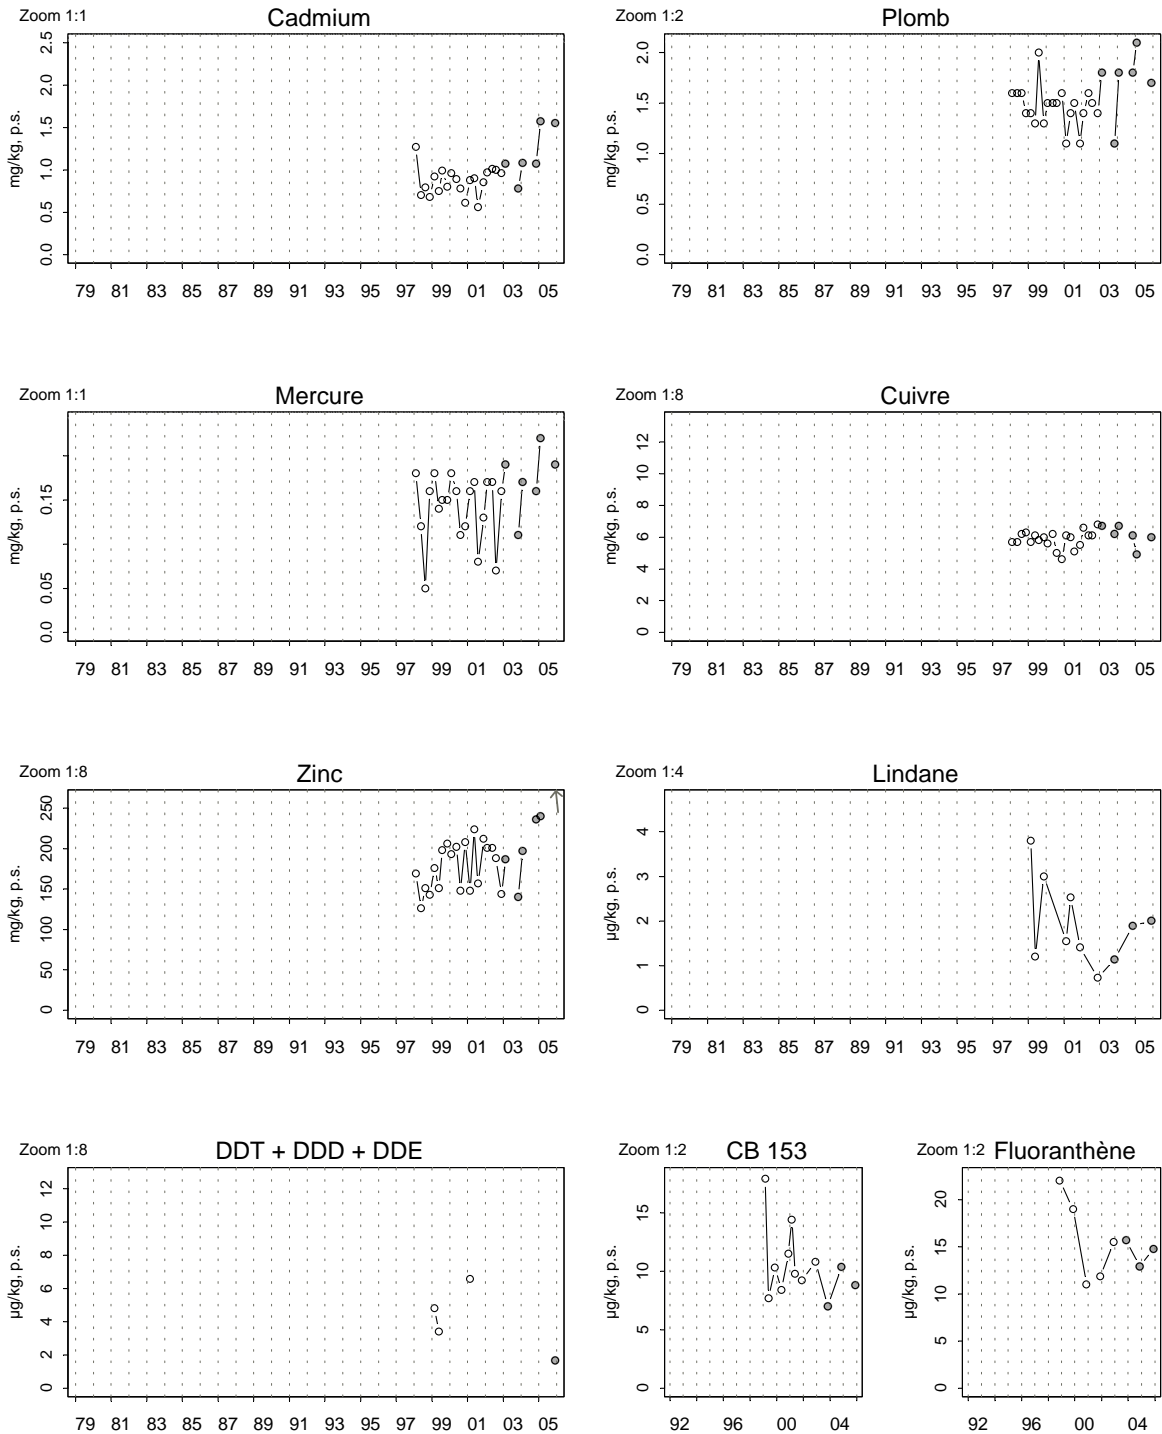 Zoom 1:1
Cadmium
mg/kg, p.s.
0.0 0.5 1.0 1.5 2.0 2.5
79 81 83 85 87 89 91 93 95 97 99 01 03 05
Zoom 1:2
Plomb
mg/kg, p.s.
0.0 0.5 1.0 1.5 2.0
79 81 83 85 87 89 91 93 95 97 99 01 03 05
Zoom 1:1
Mercure
mg/kg, p.s.
0.0 0.05 0.15
79 81 83 85 87 89 91 93 95 97 99 01 03 05
Zoom 1:8
Cuivre
mg/kg, p.s.
0 2 4 6 8 10 12
79 81 83 85 87 89 91 93 95 97 99 01 03 05
Zoom 1:8
Zinc
mg/kg, p.s.
0 50 100 150 200 250
79 81 83 85 87 89 91 93 95 97 99 01 03 05
Zoom 1:4
Lindane
µg/kg, p.s.
0 1 2 3 4
79 81 83 85 87 89 91 93 95 97 99 01 03 05
Zoom 1:8
DDT + DDD + DDE
µg/kg, p.s.
0 2 4 6 8 10 12
79 81 83 85 87 89 91 93 95 97 99 01 03 05
Zoom 1:2
CB 153
µg/kg, p.s.
0 5 10 15
92 96 00 04
Zoom 1:2
Fluoranthène
µg/kg, p.s.
0 5 10 15 20
92 96 00 04